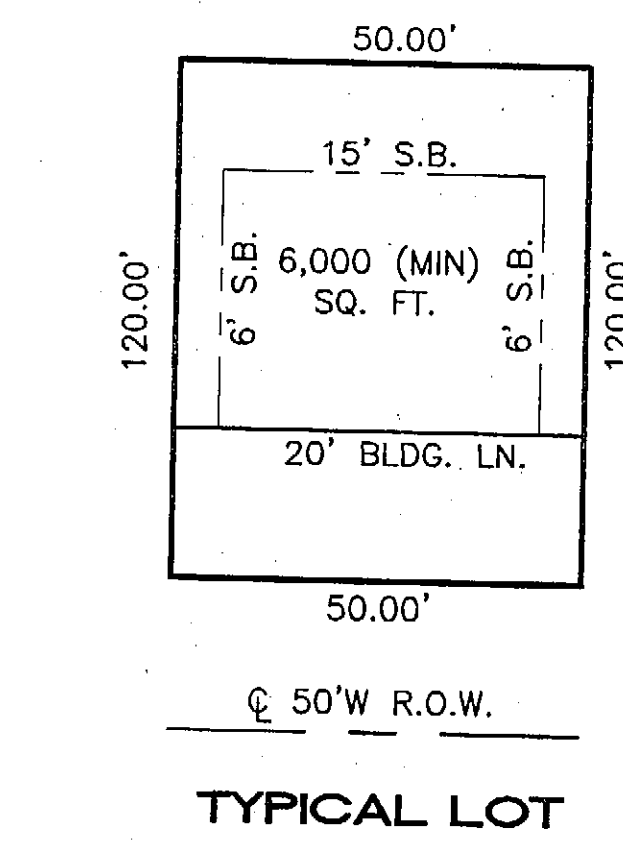 50.00'
15' S.B.
120.00'
6' S.B.
6,000 (MIN)
SQ. FT.
6' S.B.
120.00'
20' BLDG. LN.
50.00'
℄ 50'W R.O.W.
TYPICAL LOT